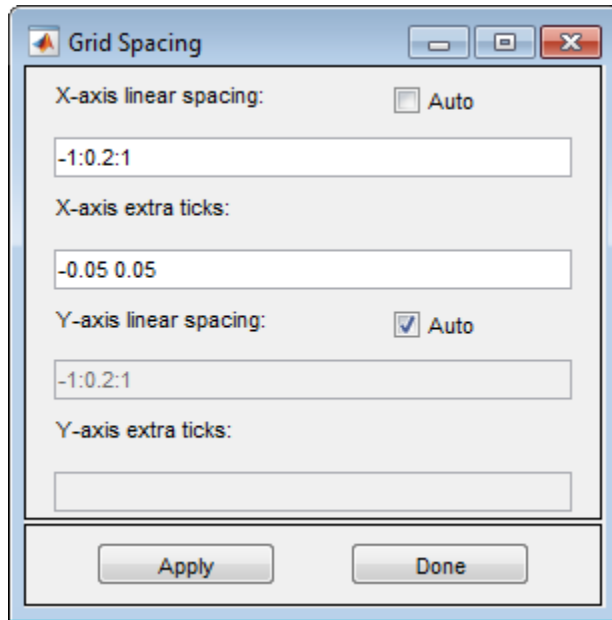 Grid Spacing
X-axis linear spacing:
Auto
-1:0.2:1
X-axis extra ticks:
-0.05 0.05
Y-axis linear spacing:
Auto
-1:0.2:1
Y-axis extra ticks:
Apply
Done